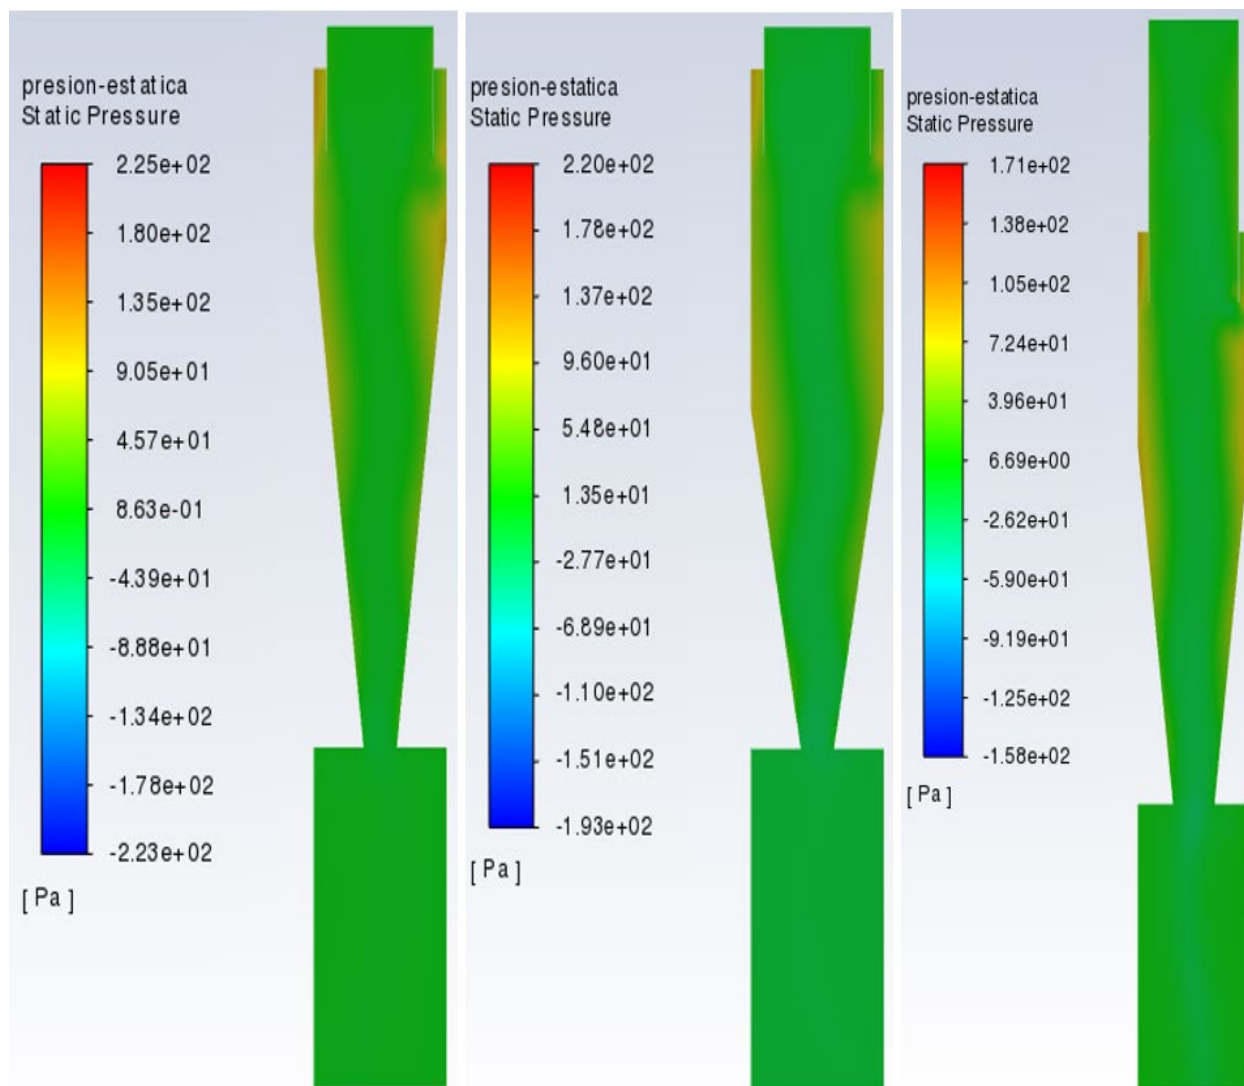 presion-estatica
Static Pressure
2.25e+02
1.80e+02
1.35e+02
9.05e+01
4.57e+01
8.63e-01
-4.39e+01
-8.88e+01
-1.34e+02
-1.78e+02
-2.23e+02
[ Pa ]
presion-estatica
Static Pressure
2.20e+02
1.78e+02
1.37e+02
9.60e+01
5.48e+01
1.35e+01
-2.77e+01
-6.89e+01
-1.10e+02
-1.51e+02
-1.93e+02
[ Pa ]
presion-estatica
Static Pressure
1.71e+02
1.38e+02
1.05e+02
7.24e+01
3.96e+01
6.69e+00
-2.62e+01
-5.90e+01
-9.19e+01
-1.25e+02
-1.58e+02
[ Pa ]